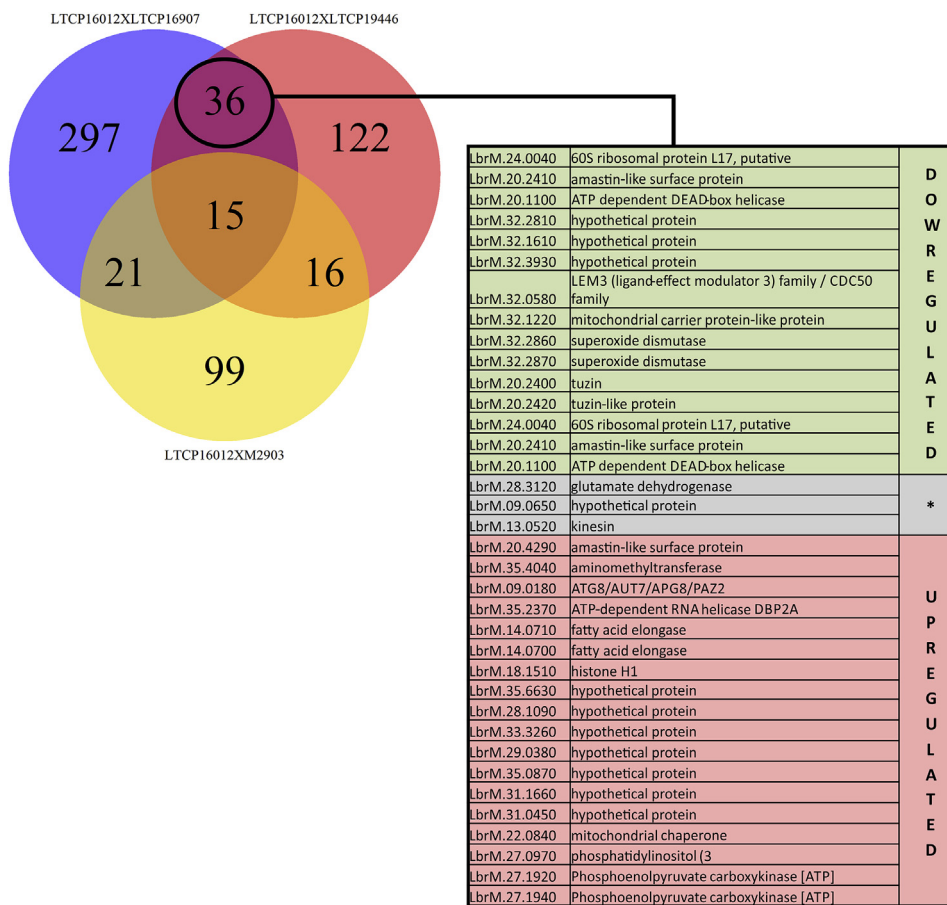 LTCP16012XLTCP16907 LTCP16012XLTCP19446
36
297 122
15
21 16
99
LTCP16012XM2903
LbrM.24.0040 60S ribosomal protein L17, putative
LbrM.20.2410 amastin-like surface protein
LbrM.20.1100 ATP dependent DEAD-box helicase
LbrM.32.2810 hypothetical protein
LbrM.32.1610 hypothetical protein
LbrM.32.3930 hypothetical protein
LEM3 (ligand-effect modulator 3) family / CDC50
LbrM.32.0580 family
LbrM.32.1220 mitochondrial carrier protein-like protein
LbrM.32.2860 superoxide dismutase
LbrM.32.2870 superoxide dismutase
LbrM.20.2400 tuzin
LbrM.20.2420 tuzin-like protein
LbrM.24.0040 60S ribosomal protein L17, putative
LbrM.20.2410 amastin-like surface protein
LbrM.20.1100 ATP dependent DEAD-box helicase
DOWREGULATED
LbrM.28.3120 glutamate dehydrogenase
LbrM.09.0650 hypothetical protein
LbrM.13.0520 kinesin
*
LbrM.20.4290 amastin-like surface protein
LbrM.35.4040 aminomethyltransferase
LbrM.09.0180 ATG8/AUT7/APG8/PAZ2
LbrM.35.2370 ATP-dependent RNA helicase DBP2A
LbrM.14.0710 fatty acid elongase
LbrM.14.0700 fatty acid elongase
LbrM.18.1510 histone H1
LbrM.35.6630 hypothetical protein
LbrM.28.1090 hypothetical protein
LbrM.33.3260 hypothetical protein
LbrM.29.0380 hypothetical protein
LbrM.35.0870 hypothetical protein
LbrM.31.1660 hypothetical protein
LbrM.31.0450 hypothetical protein
LbrM.22.0840 mitochondrial chaperone
LbrM.27.0970 phosphatidylinositol (3
LbrM.27.1920 Phosphoenolpyruvate carboxykinase [ATP]
LbrM.27.1940 Phosphoenolpyruvate carboxykinase [ATP]
UPREGULATED